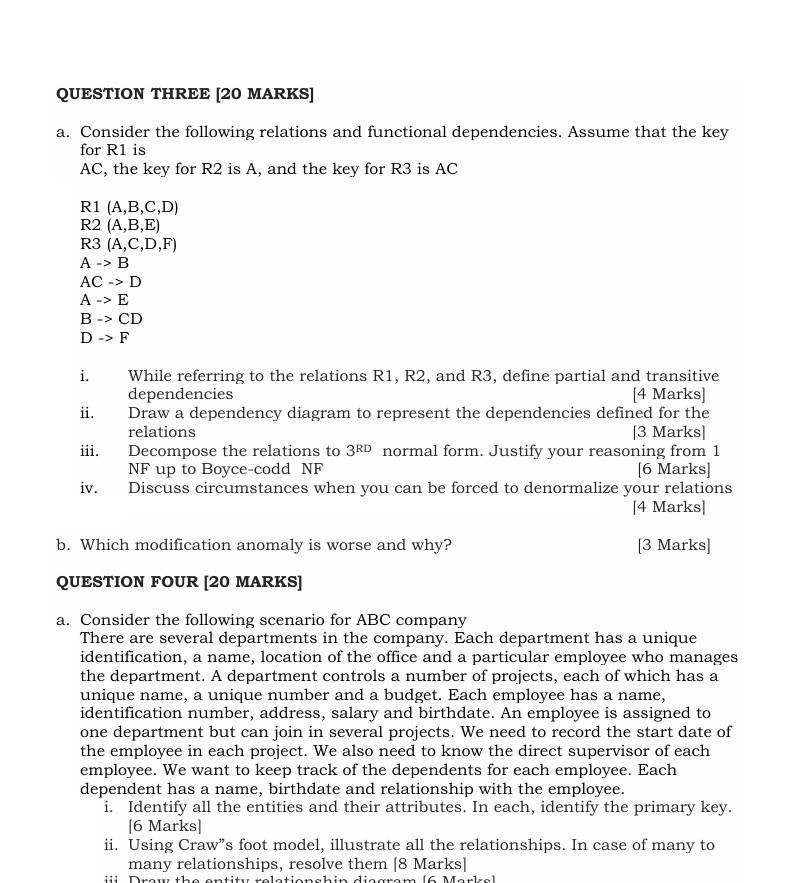 QUESTION THREE [20 MARKS]
a. Consider the following relations and functional dependencies. Assume that the key
for R1 is
AC, the key for R2 is A, and the key for R3 is AC
R1 (A,B,C,D)
R2 (A,B,E)
R3 (A,C,D,F)
A -> B
AC -> D
A -> E
B -> CD
D -> F
i. While referring to the relations R1, R2, and R3, define partial and transitive
dependencies [4 Marks]
ii. Draw a dependency diagram to represent the dependencies defined for the
relations [3 Marks]
iii. Decompose the relations to 3RD normal form. Justify your reasoning from 1
NF up to Boyce-codd NF [6 Marks]
iv. Discuss circumstances when you can be forced to denormalize your relations
[4 Marks]
b. Which modification anomaly is worse and why? [3 Marks]
QUESTION FOUR [20 MARKS]
a. Consider the following scenario for ABC company
There are several departments in the company. Each department has a unique
identification, a name, location of the office and a particular employee who manages
the department. A department controls a number of projects, each of which has a
unique name, a unique number and a budget. Each employee has a name,
identification number, address, salary and birthdate. An employee is assigned to
one department but can join in several projects. We need to record the start date of
the employee in each project. We also need to know the direct supervisor of each
employee. We want to keep track of the dependents for each employee. Each
dependent has a name, birthdate and relationship with the employee.
i. Identify all the entities and their attributes. In each, identify the primary key.
[6 Marks]
ii. Using Craw"s foot model, illustrate all the relationships. In case of many to
many relationships, resolve them [8 Marks]
iii. Draw the entity relationship diagram [6 Marks]